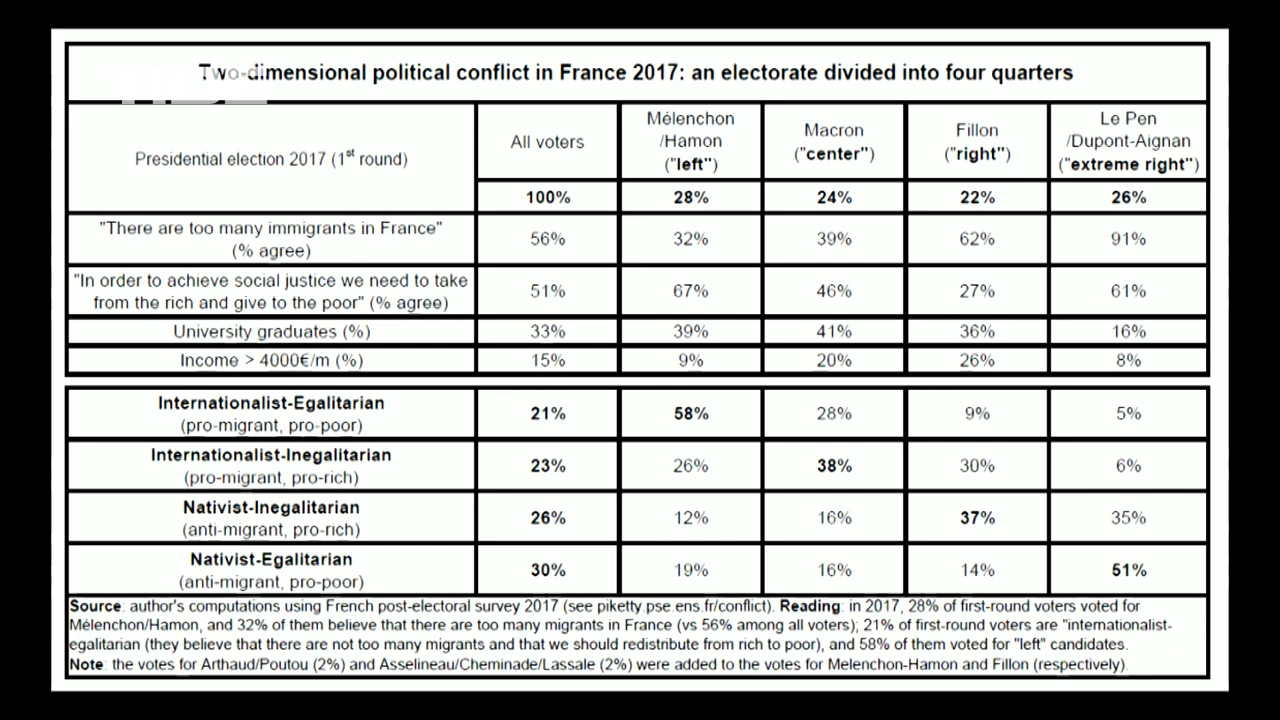 Two-dimensional political conflict in France 2017: an electorate divided into four quarters
Presidential election 2017 (1st round)
All voters
Mélenchon
/Hamon
("left")
Macron
("center")
Fillon
("right")
Le Pen
/Dupont-Aignan
("extreme right")
100% 28% 24% 22% 26%
"There are too many immigrants in France"
(% agree)
56% 32% 39% 62% 91%
"In order to achieve social justice we need to take
from the rich and give to the poor" (% agree)
51% 67% 46% 27% 61%
University graduates (%) 33% 39% 41% 36% 16%
Income > 4000€/m (%) 15% 9% 20% 26% 8%
Internationalist-Egalitarian
(pro-migrant, pro-poor)
21% 58% 28% 9% 5%
Internationalist-Inegalitarian
(pro-migrant, pro-rich)
23% 26% 38% 30% 6%
Nativist-Inegalitarian
(anti-migrant, pro-rich)
26% 12% 16% 37% 35%
Nativist-Egalitarian
(anti-migrant, pro-poor)
30% 19% 16% 14% 51%
Source: author's computations using French post-electoral survey 2017 (see piketty.pse.ens.fr/conflict). Reading: in 2017, 28% of first-round voters voted for
Mélenchon/Hamon, and 32% of them believe that there are too many migrants in France (vs 56% among all voters); 21% of first-round voters are "internationalist-
egalitarian (they believe that there are not too many migrants and that we should redistribute from rich to poor), and 58% of them voted for "left" candidates.
Note: the votes for Arthaud/Poutou (2%) and Asselineau/Cheminade/Lassale (2%) were added to the votes for Melenchon-Hamon and Fillon (respectively).